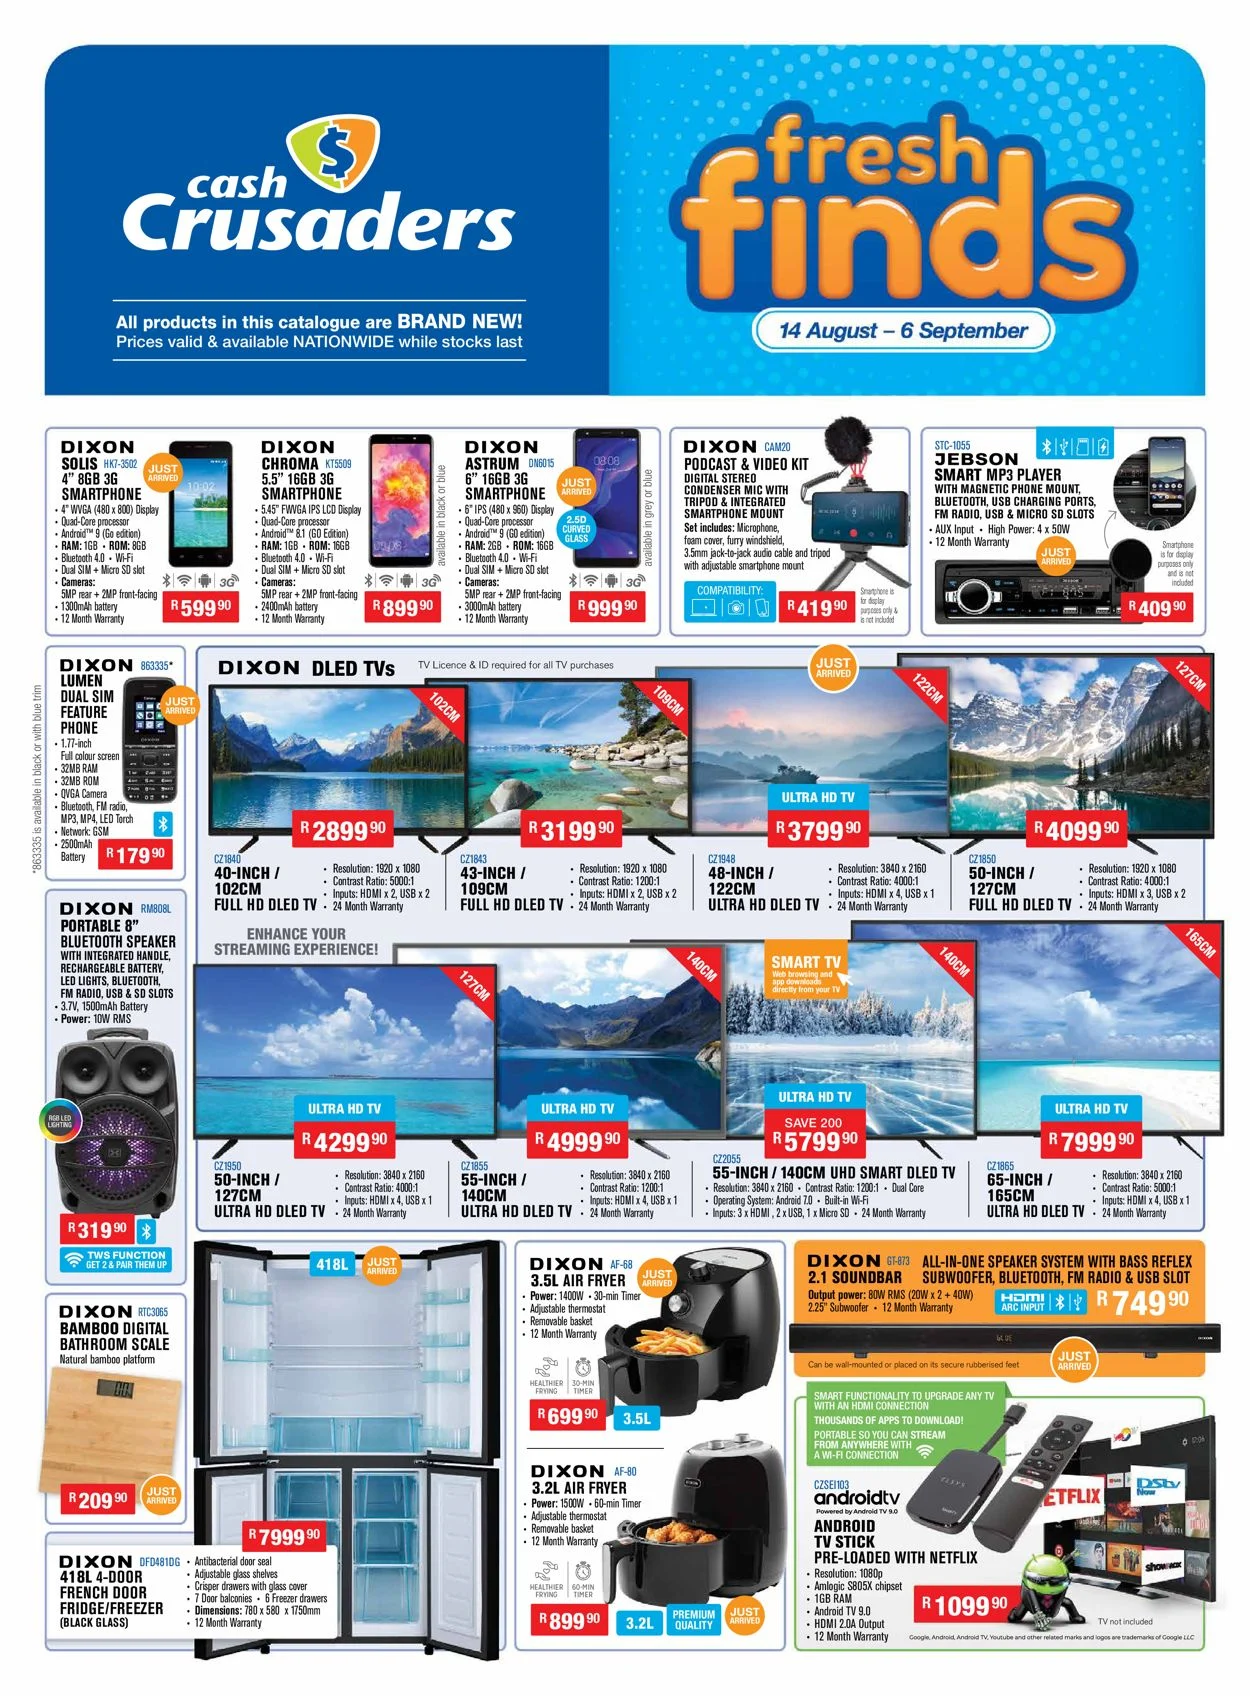 cash
Crusaders
All products in this catalogue are BRAND NEW!
Prices valid & available NATIONWIDE while stocks last
fresh
finds
14 August – 6 September
DIXON
SOLIS HK7-3502
4” 8GB 3G
SMARTPHONE
• 4” WVGA (480 x 800) Display
• Quad-Core processor
• Android™ 9 (Go edition)
• RAM: 1GB • ROM: 8GB
• Bluetooth 4.0 • Wi-Fi
• Dual SIM + Micro SD slot
• Cameras:
5MP rear + 2MP front-facing
• 1300mAh battery
• 12 Month Warranty
JUST ARRIVED
10:02
3G
R599 90
DIXON
CHROMA KT5509
5.5” 16GB 3G
SMARTPHONE
• 5.45” FWVGA IPS LCD Display
• Quad-Core processor
• Android™ 8.1 (GO Edition)
• RAM: 1GB • ROM: 16GB
• Bluetooth 4.0 • Wi-Fi
• Dual SIM + Micro SD slot
• Cameras:
5MP rear + 2MP front-facing
• 2400mAh battery
• 12 Month Warranty
available in black or blue
3G
R899 90
DIXON
ASTRUM DN6015
6” 16GB 3G
SMARTPHONE
• 6” IPS (480 x 960) Display
• Quad-Core processor
• Android™ 9 (GO edition)
• RAM: 2GB • ROM: 16GB
• Bluetooth 4.0 • Wi-Fi
• Dual SIM + Micro SD slot
• Cameras:
5MP rear + 2MP front-facing
• 3000mAh battery
• 12 Month Warranty
JUST ARRIVED
2.5D
CURVED
GLASS
08:08
available in grey or blue
3G
R999 90
DIXON CAM20
PODCAST & VIDEO KIT
DIGITAL STEREO
CONDENSER MIC WITH
TRIPOD & INTEGRATED
SMARTPHONE MOUNT
Set includes: Microphone,
foam cover, furry windshield,
3.5mm jack-to-jack audio cable and tripod
with adjustable smartphone mount
COMPATIBILITY:
R419 90
Smartphone is
for display
purposes only &
is not included
STC-1055
JEBSON
SMART MP3 PLAYER
WITH MAGNETIC PHONE MOUNT,
BLUETOOTH, USB CHARGING PORTS,
FM RADIO, USB & MICRO SD SLOTS
• AUX Input • High Power: 4 x 50W
• 12 Month Warranty
JUST ARRIVED
Smartphone
is for display
purposes only
and is not
included
R409 90
DIXON 863335*
LUMEN
DUAL SIM
FEATURE
PHONE
• 1.77-inch
Full colour screen
• 32MB RAM
• 32MB ROM
• QVGA Camera
• Bluetooth, FM radio,
MP3, MP4, LED Torch
• Network: GSM
• 2500mAh
Battery
JUST ARRIVED
R179 90
*863335 is available in black or with blue trim
DIXON DLED TVs
TV Licence & ID required for all TV purchases
JUST ARRIVED
102CM
R2899 90
CZ1840
40-INCH /
102CM
FULL HD DLED TV
• Resolution: 1920 x 1080
• Contrast Ratio: 5000:1
• Inputs: HDMI x 2, USB x 2
• 24 Month Warranty
109CM
R3199 90
CZ1843
43-INCH /
109CM
FULL HD DLED TV
• Resolution: 1920 x 1080
• Contrast Ratio: 1200:1
• Inputs: HDMI x 2, USB x 2
• 24 Month Warranty
122CM
ULTRA HD TV
R3799 90
CZ1948
48-INCH /
122CM
ULTRA HD DLED TV
• Resolution: 3840 x 2160
• Contrast Ratio: 4000:1
• Inputs: HDMI x 4, USB x 1
• 24 Month Warranty
127CM
R4099 90
CZ1850
50-INCH /
127CM
FULL HD DLED TV
• Resolution: 1920 x 1080
• Contrast Ratio: 4000:1
• Inputs: HDMI x 3, USB x 2
• 24 Month Warranty
ENHANCE YOUR
STREAMING EXPERIENCE!
127CM
ULTRA HD TV
R4299 90
CZ1950
50-INCH /
127CM
ULTRA HD DLED TV
• Resolution: 3840 x 2160
• Contrast Ratio: 4000:1
• Inputs: HDMI x 4, USB x 1
• 24 Month Warranty
140CM
ULTRA HD TV
R4999 90
CZ1855
55-INCH /
140CM
ULTRA HD DLED TV
• Resolution: 3840 x 2160
• Contrast Ratio: 1200:1
• Inputs: HDMI x 4, USB x 1
• 24 Month Warranty
SMART TV
Web browsing and
app downloads
directly from your TV
140CM
ULTRA HD TV
SAVE 200
R5799 90
CZ2055
55-INCH / 140CM UHD SMART DLED TV
• Resolution: 3840 x 2160 • Contrast Ratio: 1200:1 • Dual Core
• Operating System: Android 7.0 • Built-in Wi-Fi
• Inputs: 3 x HDMI , 2 x USB, 1 x Micro SD • 24 Month Warranty
165CM
ULTRA HD TV
R7999 90
CZ1865
65-INCH /
165CM
ULTRA HD DLED TV
• Resolution: 3840 x 2160
• Contrast Ratio: 5000:1
• Inputs: HDMI x 4, USB x 1
• 24 Month Warranty
DIXON RM808L
PORTABLE 8”
BLUETOOTH SPEAKER
WITH INTEGRATED HANDLE,
RECHARGEABLE BATTERY,
LED LIGHTS, BLUETOOTH,
FM RADIO, USB & SD SLOTS
• 3.7V, 1500mAh Battery
• Power: 10W RMS
RGB LED
LIGHTING
R319 90
TWS FUNCTION
GET 2 & PAIR THEM UP
DIXON RTC3065
BAMBOO DIGITAL
BATHROOM SCALE
Natural bamboo platform
R209 90
JUST ARRIVED
418L
JUST ARRIVED
R7999 90
DIXON DFD481DG
418L 4-DOOR
FRENCH DOOR
FRIDGE/FREEZER
(BLACK GLASS)
• Antibacterial door seal
• Adjustable glass shelves
• Crisper drawers with glass cover
• 7 Door balconies • 6 Freezer drawers
• Dimensions: 780 x 580 x 1750mm
• 12 Month Warranty
DIXON AF-68
3.5L AIR FRYER
• Power: 1400W • 30-min Timer
• Adjustable thermostat
• Removable basket
• 12 Month Warranty
JUST ARRIVED
HEALTHIER
FRYING
30-MIN
TIMER
R699 90
3.5L
DIXON AF-80
3.2L AIR FRYER
• Power: 1500W • 60-min Timer
• Adjustable thermostat
• Removable basket
• 12 Month Warranty
HEALTHIER
FRYING
60-MIN
TIMER
R899 90
3.2L
PREMIUM
QUALITY
JUST ARRIVED
DIXON GT-873
2.1 SOUNDBAR
ALL-IN-ONE SPEAKER SYSTEM WITH BASS REFLEX
SUBWOOFER, BLUETOOTH, FM RADIO & USB SLOT
Output power: 80W RMS (20W x 2 + 40W)
2.25” Subwoofer • 12 Month Warranty
HDMI
ARC INPUT
R749 90
Can be wall-mounted or placed on its secure rubberised feet
JUST ARRIVED
SMART FUNCTIONALITY TO UPGRADE ANY TV
WITH AN HDMI CONNECTION
THOUSANDS OF APPS TO DOWNLOAD!
PORTABLE SO YOU CAN STREAM
FROM ANYWHERE WITH
A WI-FI CONNECTION
CZSEI103
androidtv
Powered by Android TV 9.0
ANDROID
TV STICK
PRE-LOADED WITH NETFLIX
• Resolution: 1080p
• Amlogic S805X chipset
• 1GB RAM
• Android TV 9.0
• HDMI 2.0A Output
• 12 Month Warranty
ETFLIX
DStv
Now
showmax
R1099 90
TV not included
Google, Android, Android TV, Youtube and other related marks and logos are trademarks of Google LLC